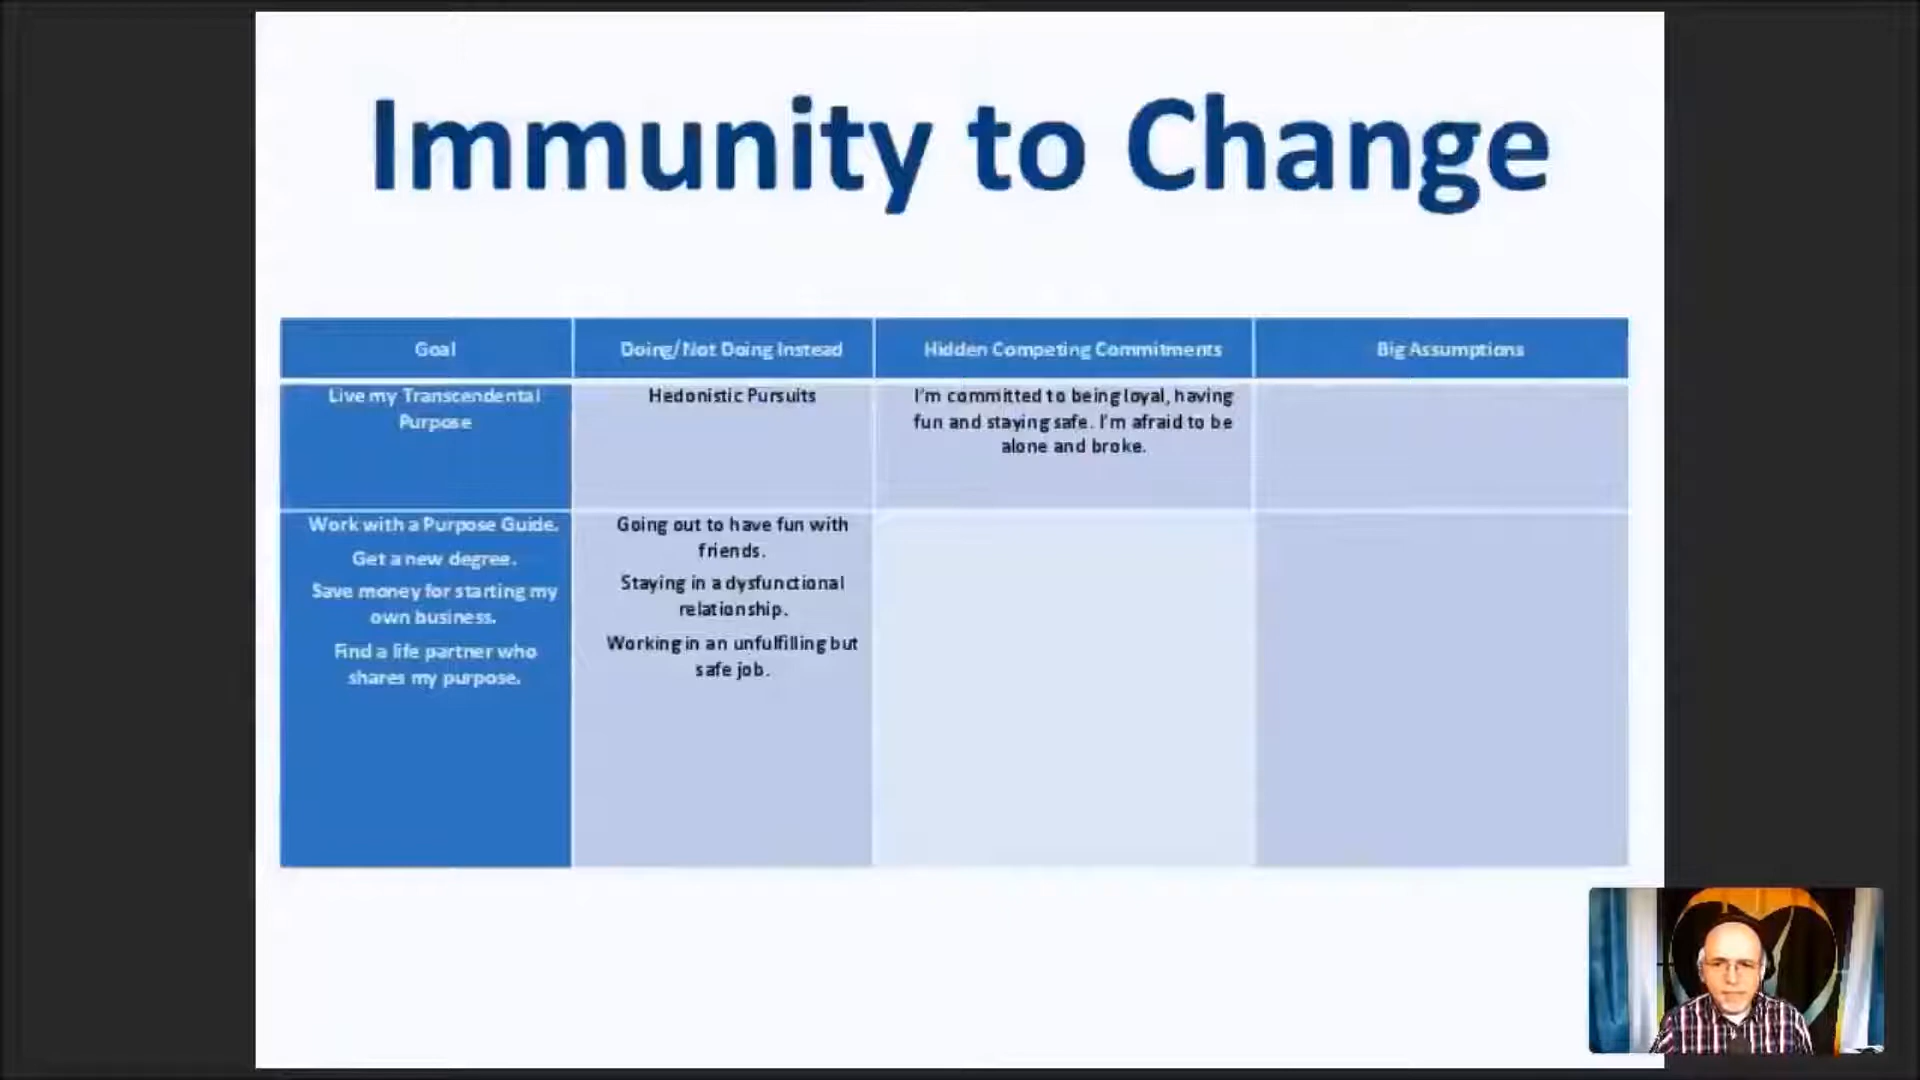 Immunity to Change
Goal
Doing/Not Doing Instead
Hidden Competing Commitments
Big Assumptions
Live my Transcendental
Purpose
Hedonistic Pursuits
I'm committed to being loyal, having
fun and staying safe. I'm afraid to be
alone and broke.
Work with a Purpose Guide.
Get a new degree.
Save money for starting my
own business.
Find a life partner who
shares my purpose.
Going out to have fun with
friends.
Staying in a dysfunctional
relationship.
Working in an unfulfilling but
safe job.